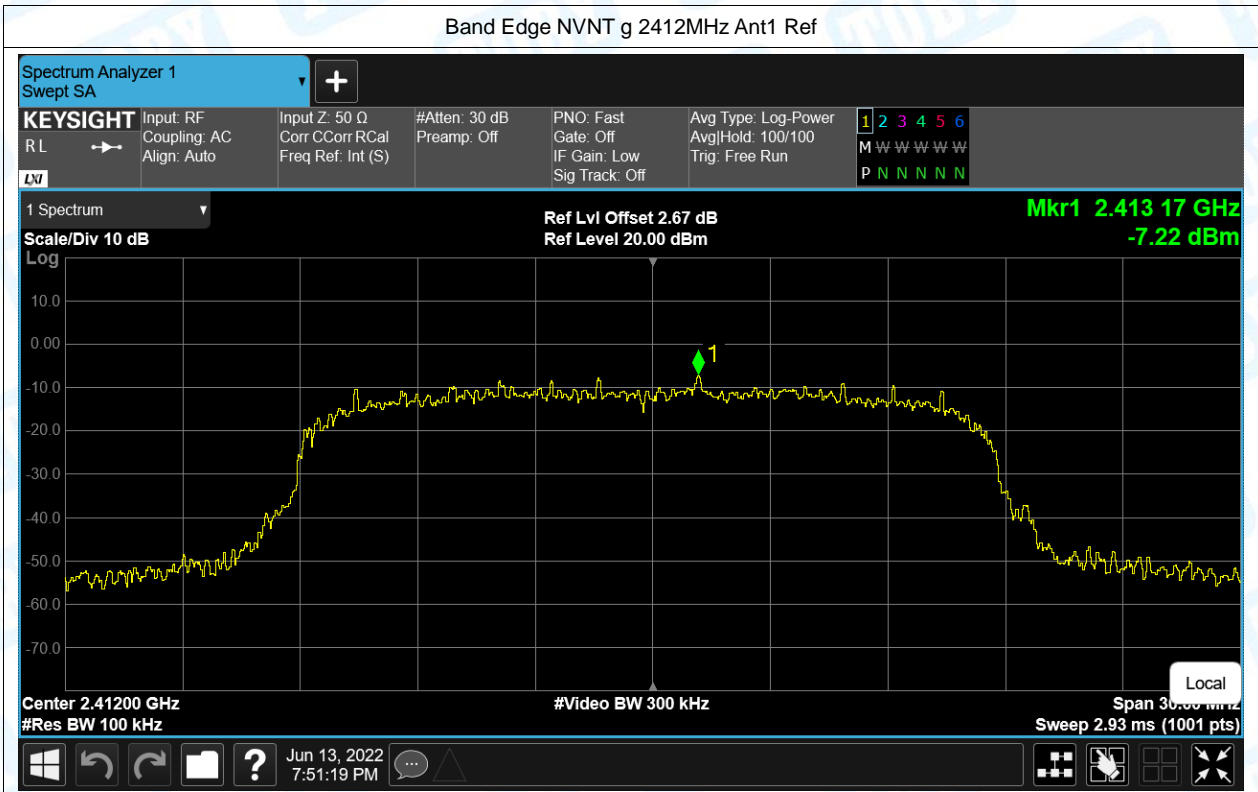 Band Edge NVNT g 2412MHz Ant1 Ref
Spectrum Analyzer 1
Swept SA
KEYSIGHT
R L
LXI
Input: RF
Coupling: AC
Align: Auto
Input Z: 50 Ω
Corr CCorr RCal
Freq Ref: Int (S)
#Atten: 30 dB
Preamp: Off
PNO: Fast
Gate: Off
IF Gain: Low
Sig Track: Off
Avg Type: Log-Power
Avg|Hold: 100/100
Trig: Free Run
1 2 3 4 5 6
M W W W W W
P N N N N N
1 Spectrum
Scale/Div 10 dB
Ref Lvl Offset 2.67 dB
Ref Level 20.00 dBm
Mkr1 2.413 17 GHz
-7.22 dBm
Log
10.0
0.00
-10.0
-20.0
-30.0
-40.0
-50.0
-60.0
-70.0
1
Local
Center 2.41200 GHz
#Video BW 300 kHz
Span 30.00 MHz
#Res BW 100 kHz
Sweep 2.93 ms (1001 pts)
?
Jun 13, 2022
7:51:19 PM